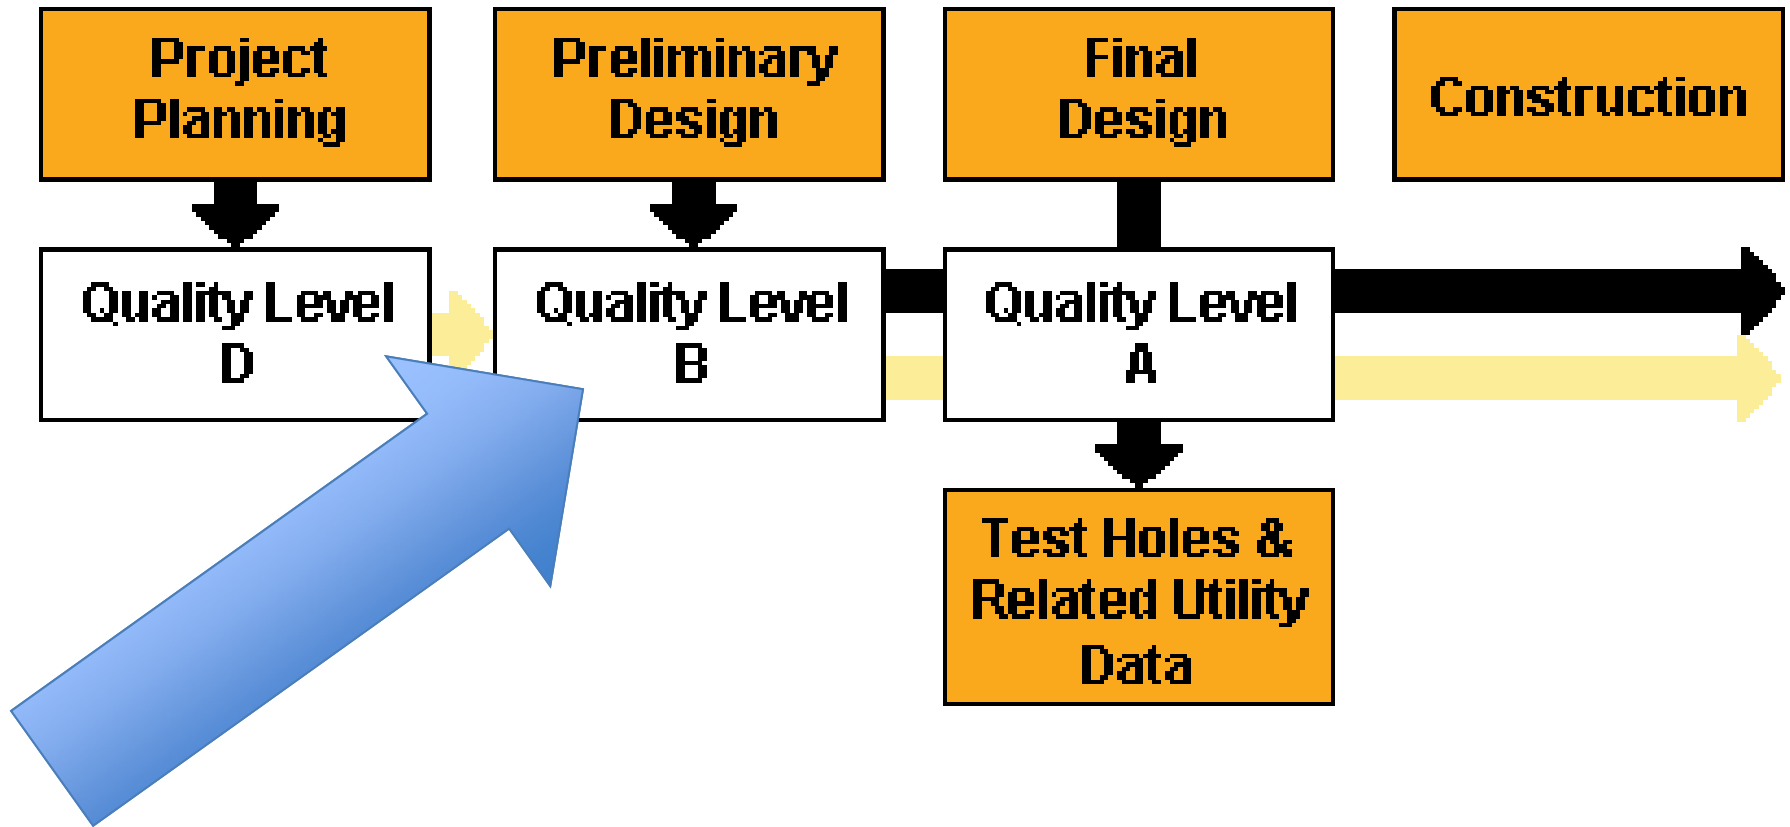 Project
Planning
Preliminary
Design
Final
Design
Construction
Quality Level
D
Quality Level
B
Quality Level
A
Test Holes &
Related Utility
Data